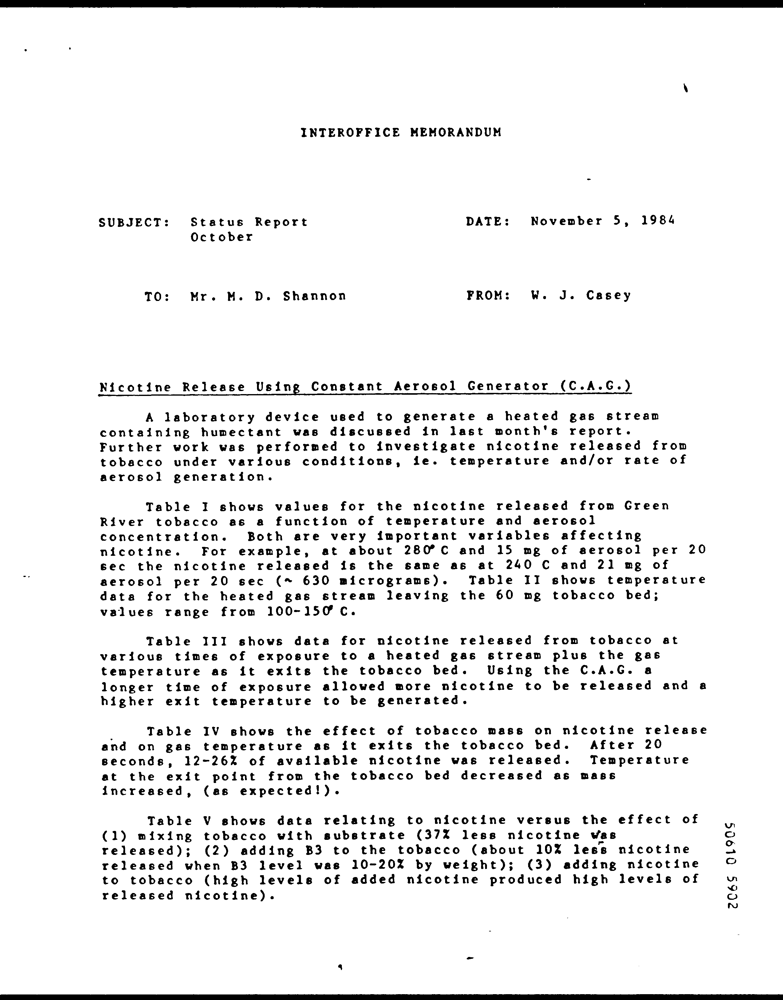 INTEROFFICE MEMORANDUM
SUBJECT: Status Report DATE: November 5, 1984
October
TO: Mr. M. D. Shannon FROM: W. J. Casey
Nicotine Release Using Constant Aerosol Generator (C.A.G.)
A laboratory device used to generate a heated gas stream
containing humectant was discussed in last month's report.
Further work was performed to investigate nicotine released from
tobacco under various conditions, ie. temperature and/or rate of
aerosol generation.
Table I shows values for the nicotine released from Green
River tobacco as a function of temperature and aerosol
concentration. Both are very important variables affecting
nicotine. For example, at about 280° C and 15 mg of aerosol per 20
sec the nicotine released is the same as at 240 C and 21 mg of
aerosol per 20 sec (~ 630 micrograms). Table II shows temperature
data for the heated gas stream leaving the 60 mg tobacco bed;
values range from 100-150° C.
Table III shows data for nicotine released from tobacco at
various times of exposure to a heated gas stream plus the gas
temperature as it exits the tobacco bed. Using the C.A.G. a
longer time of exposure allowed more nicotine to be released and a
higher exit temperature to be generated.
Table IV shows the effect of tobacco mass on nicotine release
and on gas temperature as it exits the tobacco bed. After 20
seconds, 12-26% of available nicotine was released. Temperature
at the exit point from the tobacco bed decreased as mass
increased, (as expected!).
Table V shows data relating to nicotine versus the effect of
(1) mixing tobacco with substrate (37% less nicotine was
released); (2) adding B3 to the tobacco (about 10% less nicotine
released when B3 level was 10-20% by weight); (3) adding nicotine
to tobacco (high levels of added nicotine produced high levels of
released nicotine).
50610 5902